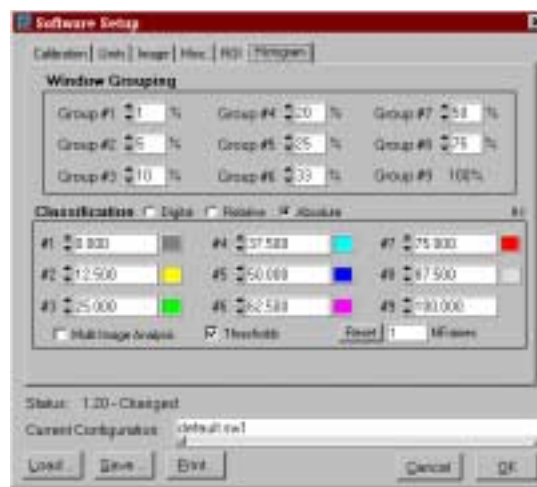 Software Setup
Calibration Units Image Misc. ROI Histogram
Window Grouping
Group #1 1 % Group #4 20 % Group #7 50 %
Group #2 5 % Group #5 25 % Group #8 75 %
Group #3 10 % Group #6 33 % Group #9 100%
Classification Digital Relative Absolute
#1 0.000 #4 37.500 #7 75.000
#2 12.500 #5 50.000 #8 87.500
#3 25.000 #6 62.500 #9 100.000
Multi Image Analysis Thresholds Reset 1 NFrames
Status: 1.20 - Changed
Current Configuration: default.sw1
Load... Save... Print... Cancel OK